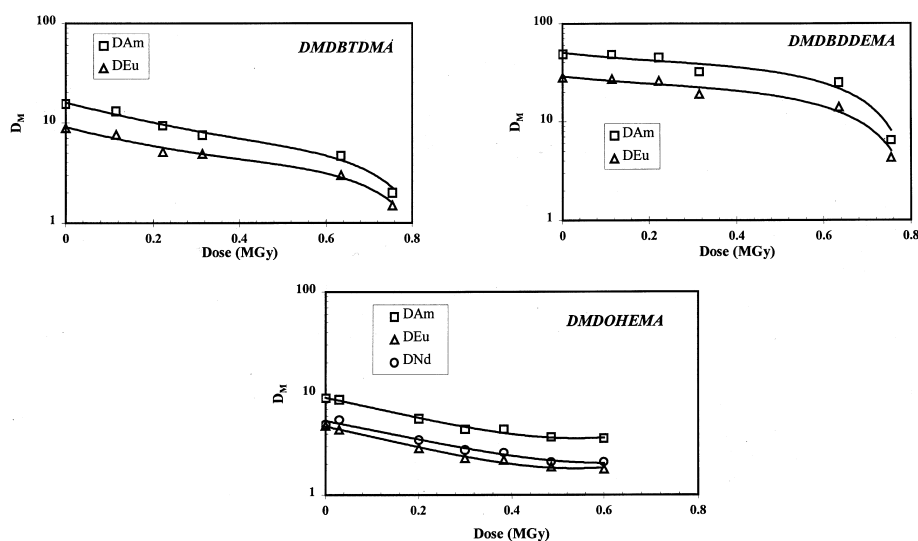 100
DAm
DEu
DMDBTDMA
10
D_M
1
0
0.2
0.4
0.6
0.8
Dose (MGy)
100
DMDBDDEMA
10
D_M
DAm
DEu
1
0
0.2
0.4
0.6
0.8
Dose (MGy)
100
DAm
DEu
DNd
DMDOHEMA
10
D_M
1
0
0.2
0.4
0.6
0.8
Dose (MGy)